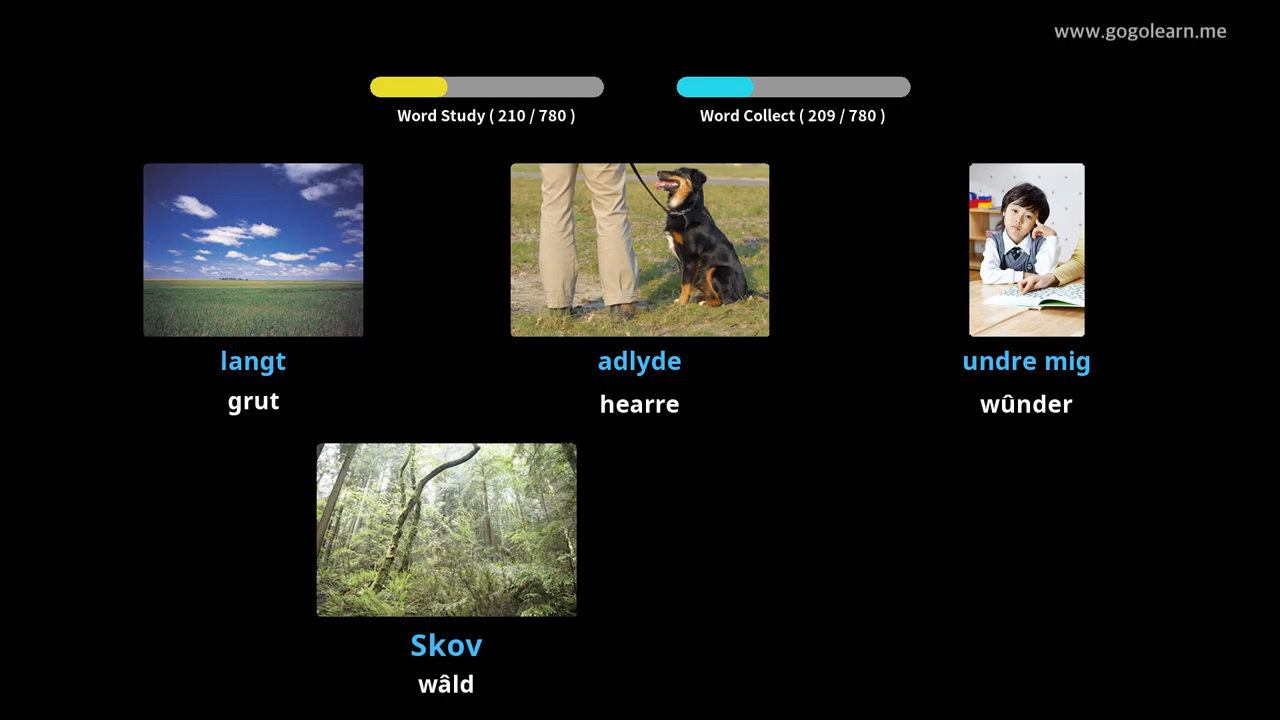 www.gogolearn.me
Word Study ( 210 / 780 )
Word Collect ( 209 / 780 )
langt
grut
adlyde
hearre
undre mig
wûnder
Skov
wâld